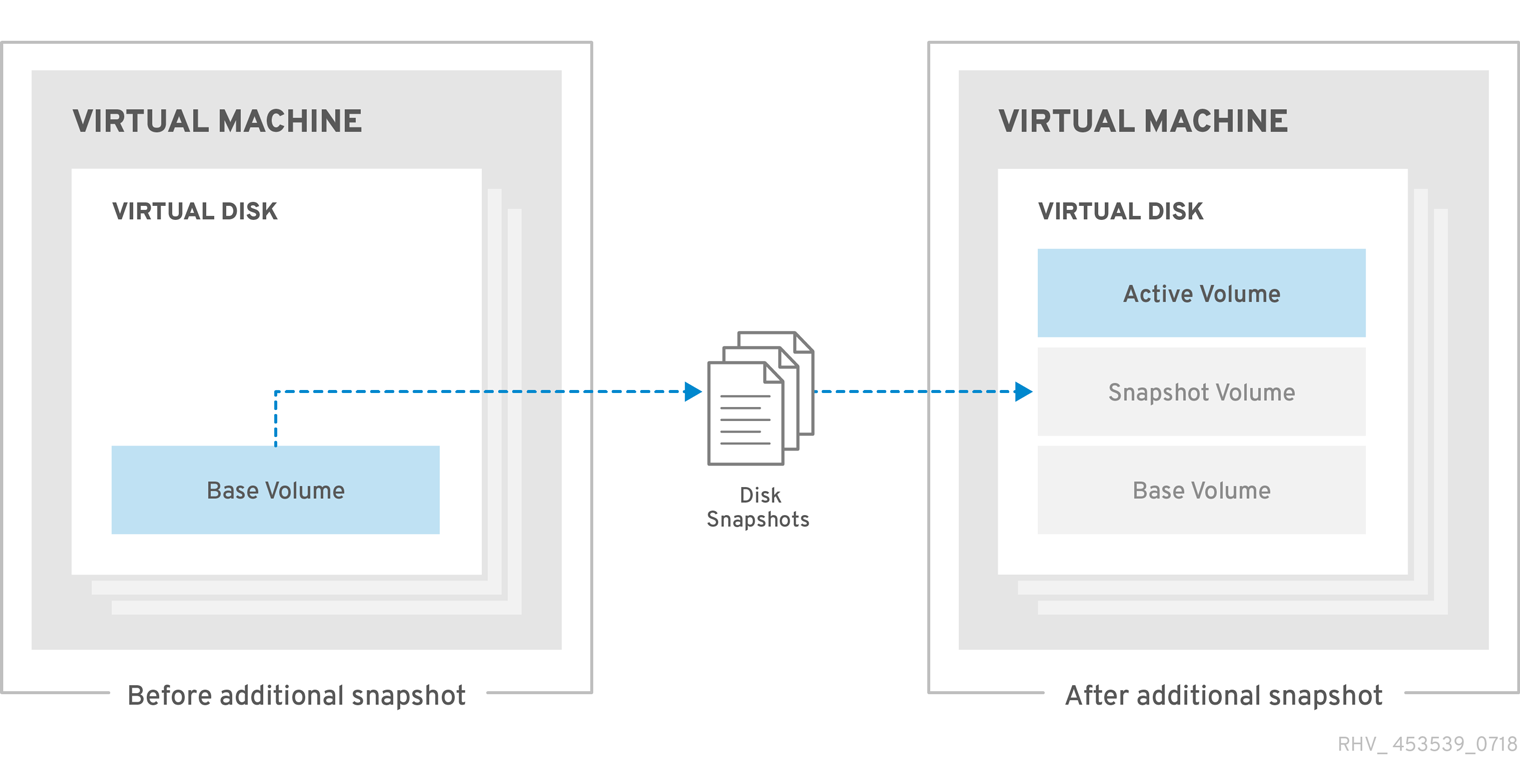 VIRTUAL MACHINE
VIRTUAL DISK
Base Volume
Before additional snapshot
Disk
Snapshots
VIRTUAL MACHINE
VIRTUAL DISK
Active Volume
Snapshot Volume
Base Volume
After additional snapshot
RHV_ 453539_0718